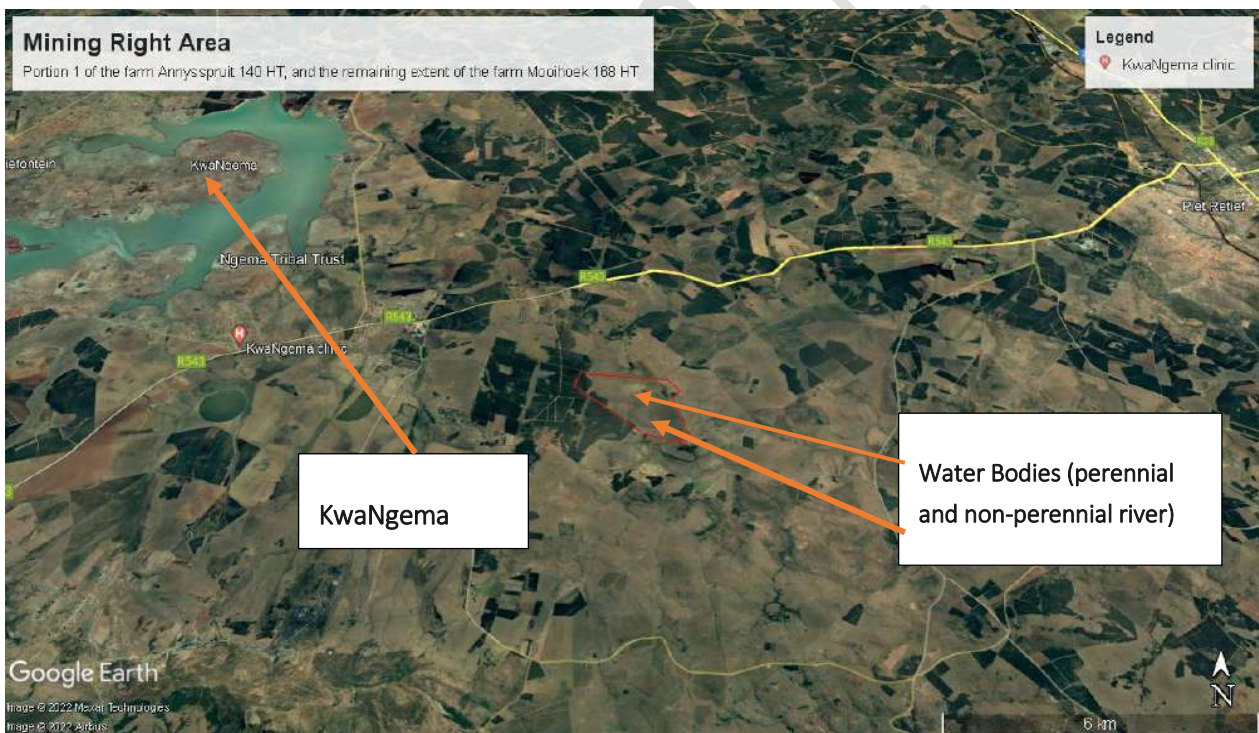 Mining Right Area
Portion 1 of the farm Annysspruit 140 HT, and the remaining extent of the farm Mooihoek 168 HT
Legend
KwaNgema clinic
iefontein
KwaNgema
Piet Retief
R543
Ngema Tribal Trust
R543
R543
KwaNgema clinic
R543
KwaNgema
Water Bodies (perennial
and non-perennial river)
Google Earth
Image © 2022 Maxar Technologies
Image © 2022 Airbus
N
6 km